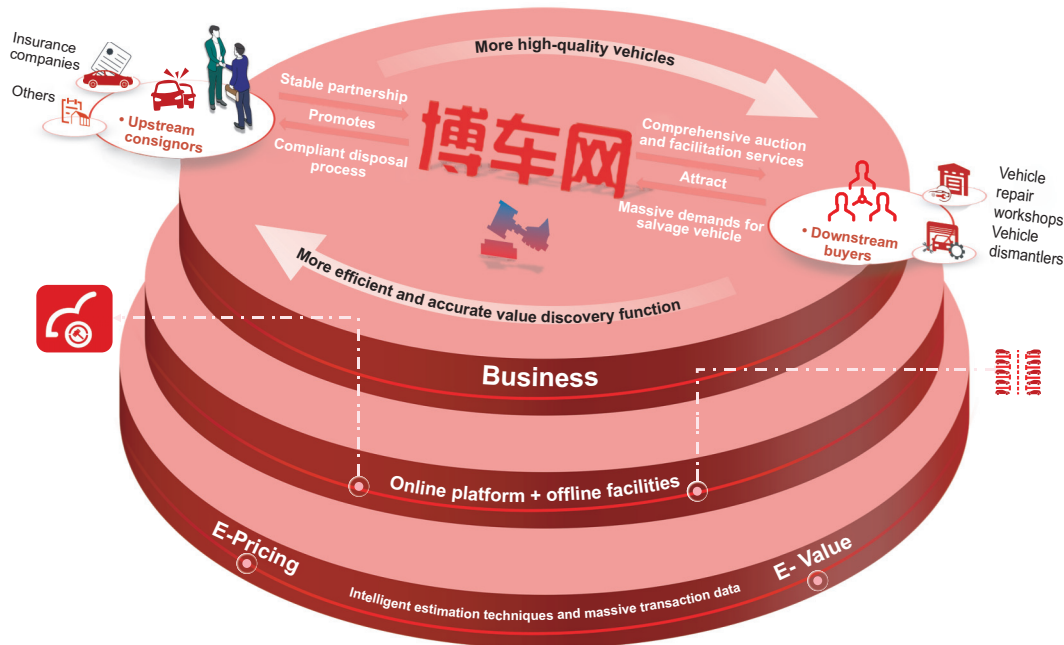 More high-quality vehicles
Insurance
companies
Others
• Upstream
consignors
Stable partnership
Promotes
Compliant disposal
process
博车网
Comprehensive auction
and facilitation services
Attract
Massive demands for
salvage vehicle
• Downstream
buyers
Vehicle
repair
workshops
Vehicle
dismantlers
More efficient and accurate value discovery function
Business
Online platform + offline facilities
E-Pricing
E- Value
Intelligent estimation techniques and massive transaction data